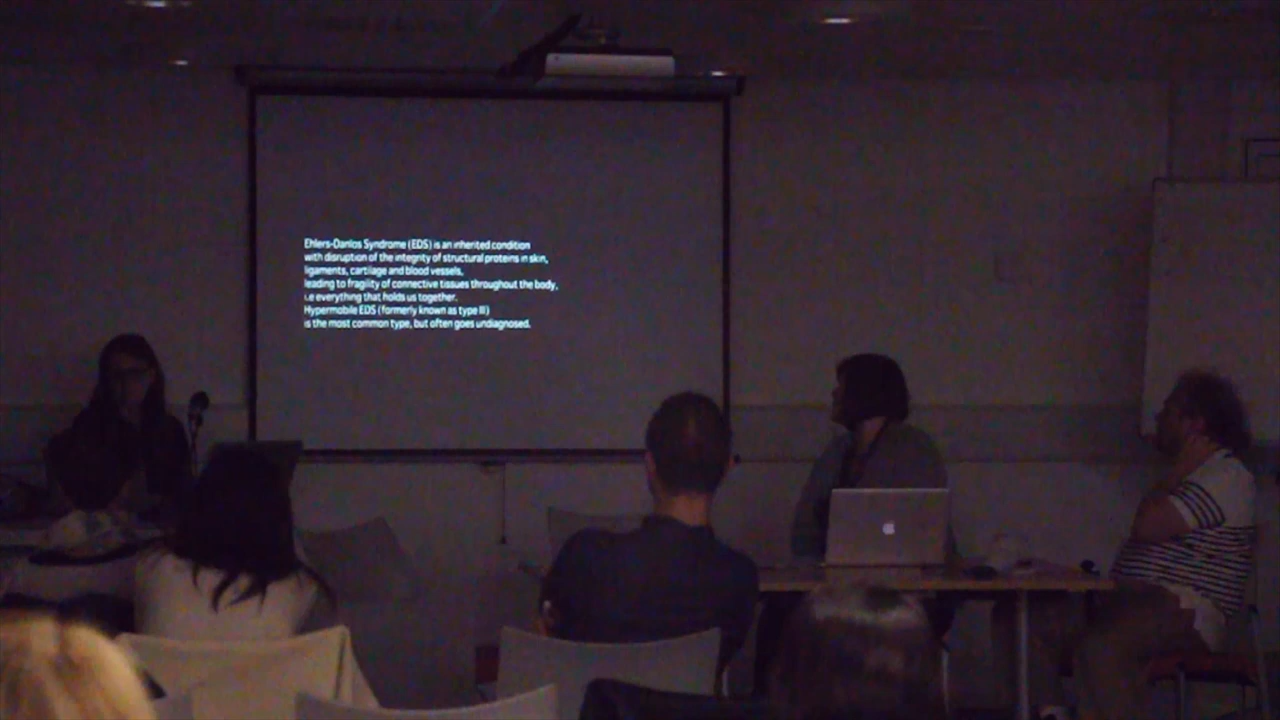 Ehlers-Danlos Syndrome (EDS) is an inherited condition
with disruption of the integrity of structural proteins in skin,
ligaments, cartilage and blood vessels,
leading to fragility of connective tissues throughout the body,
i.e everything that holds us together.
Hypermobile EDS (formerly known as type III)
is the most common type, but often goes undiagnosed.